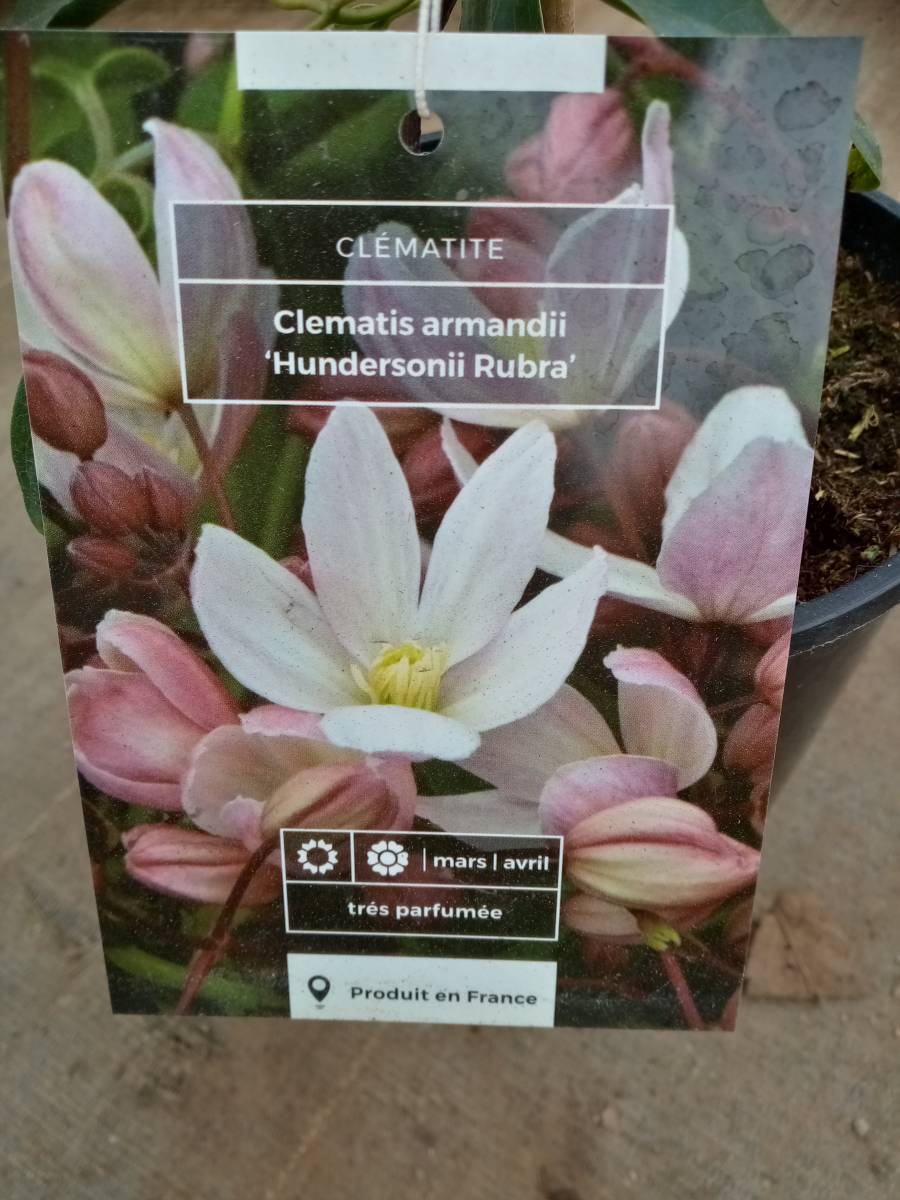 CLÉMATITE
Clematis armandii
‘Hundersonii Rubra’
| mars | avril
trés parfumée
Produit en France